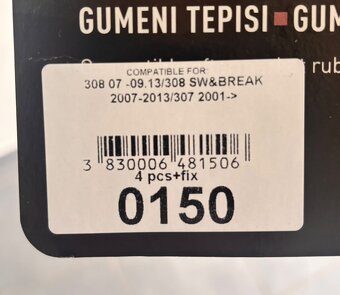 GUMENI TEPISI ■ GUM
COMPATIBLE FOR:
308 07 -09.13/308 SW&BREAK
2007-2013/307 2001->
3 830006 481506
4 pcs+fix
0150